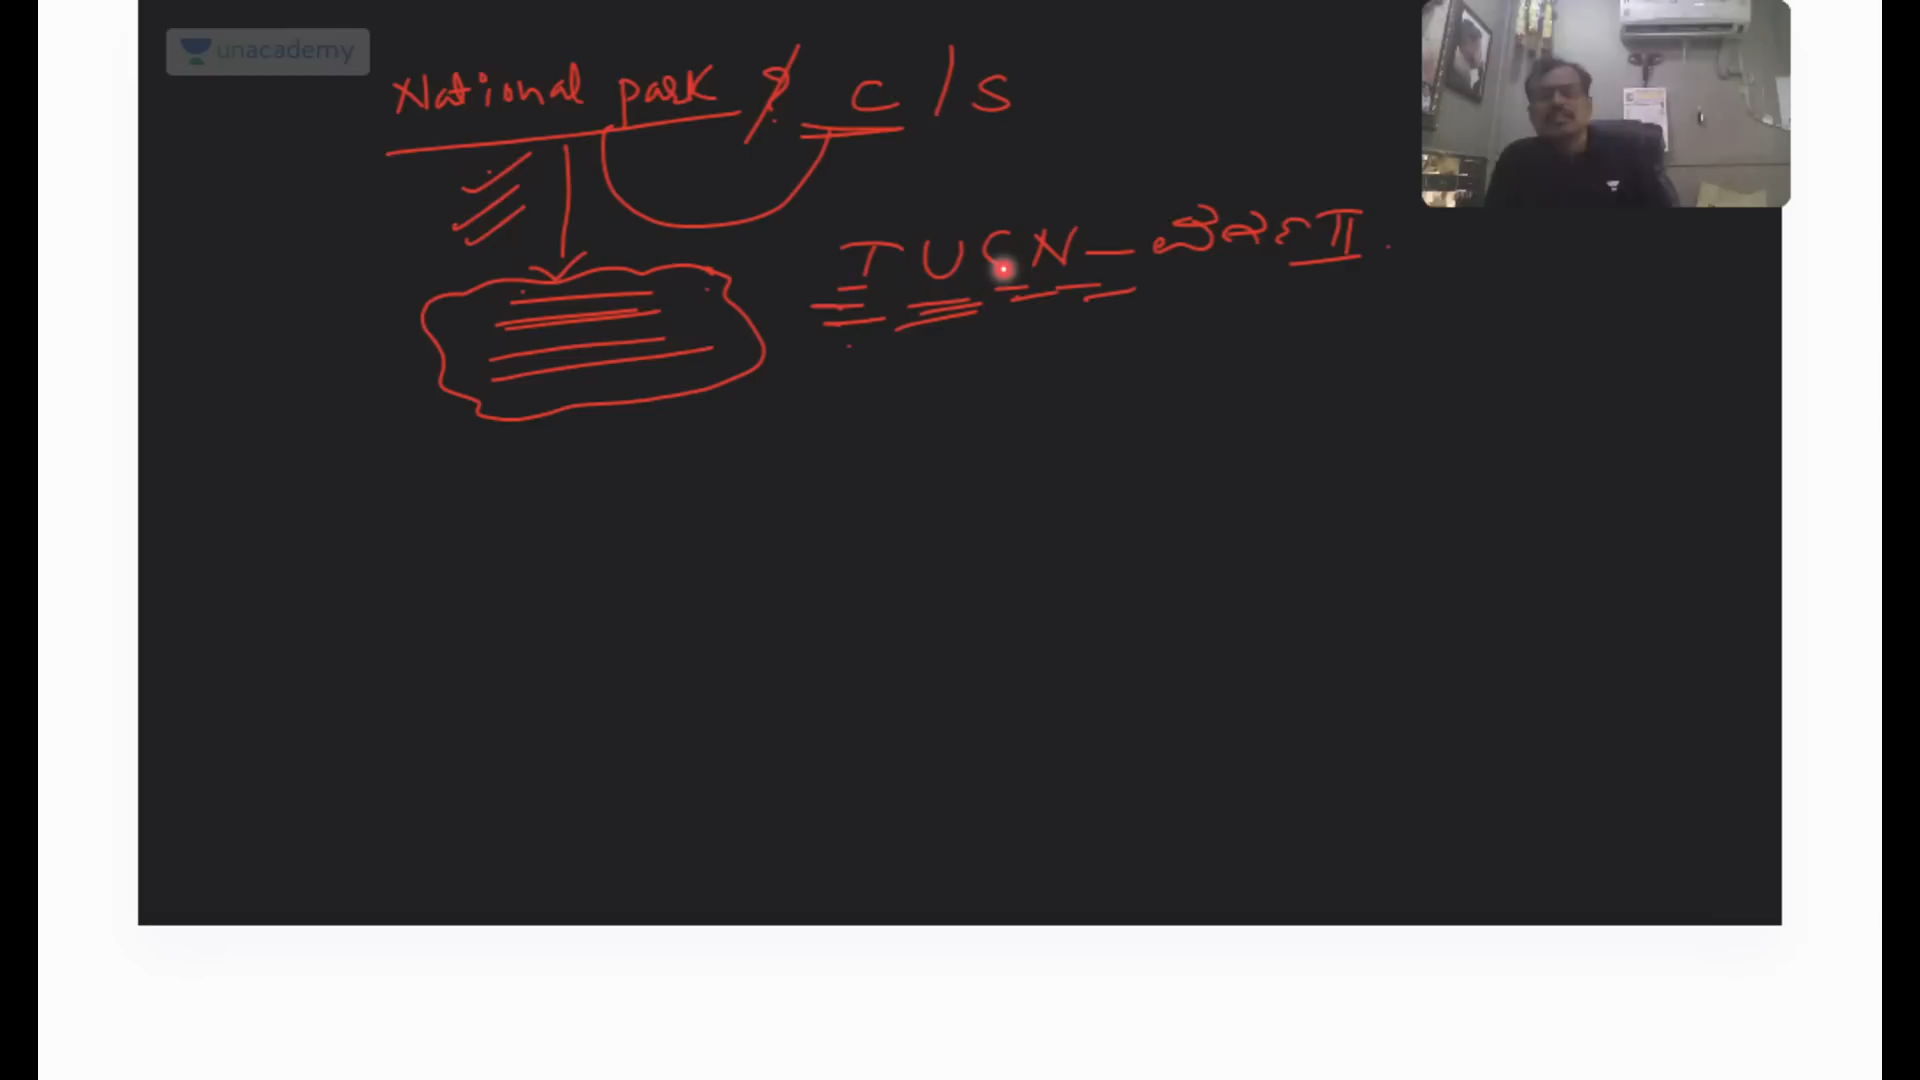 unacademy
National park / C / S
IUCN — ವರ್ಗ II